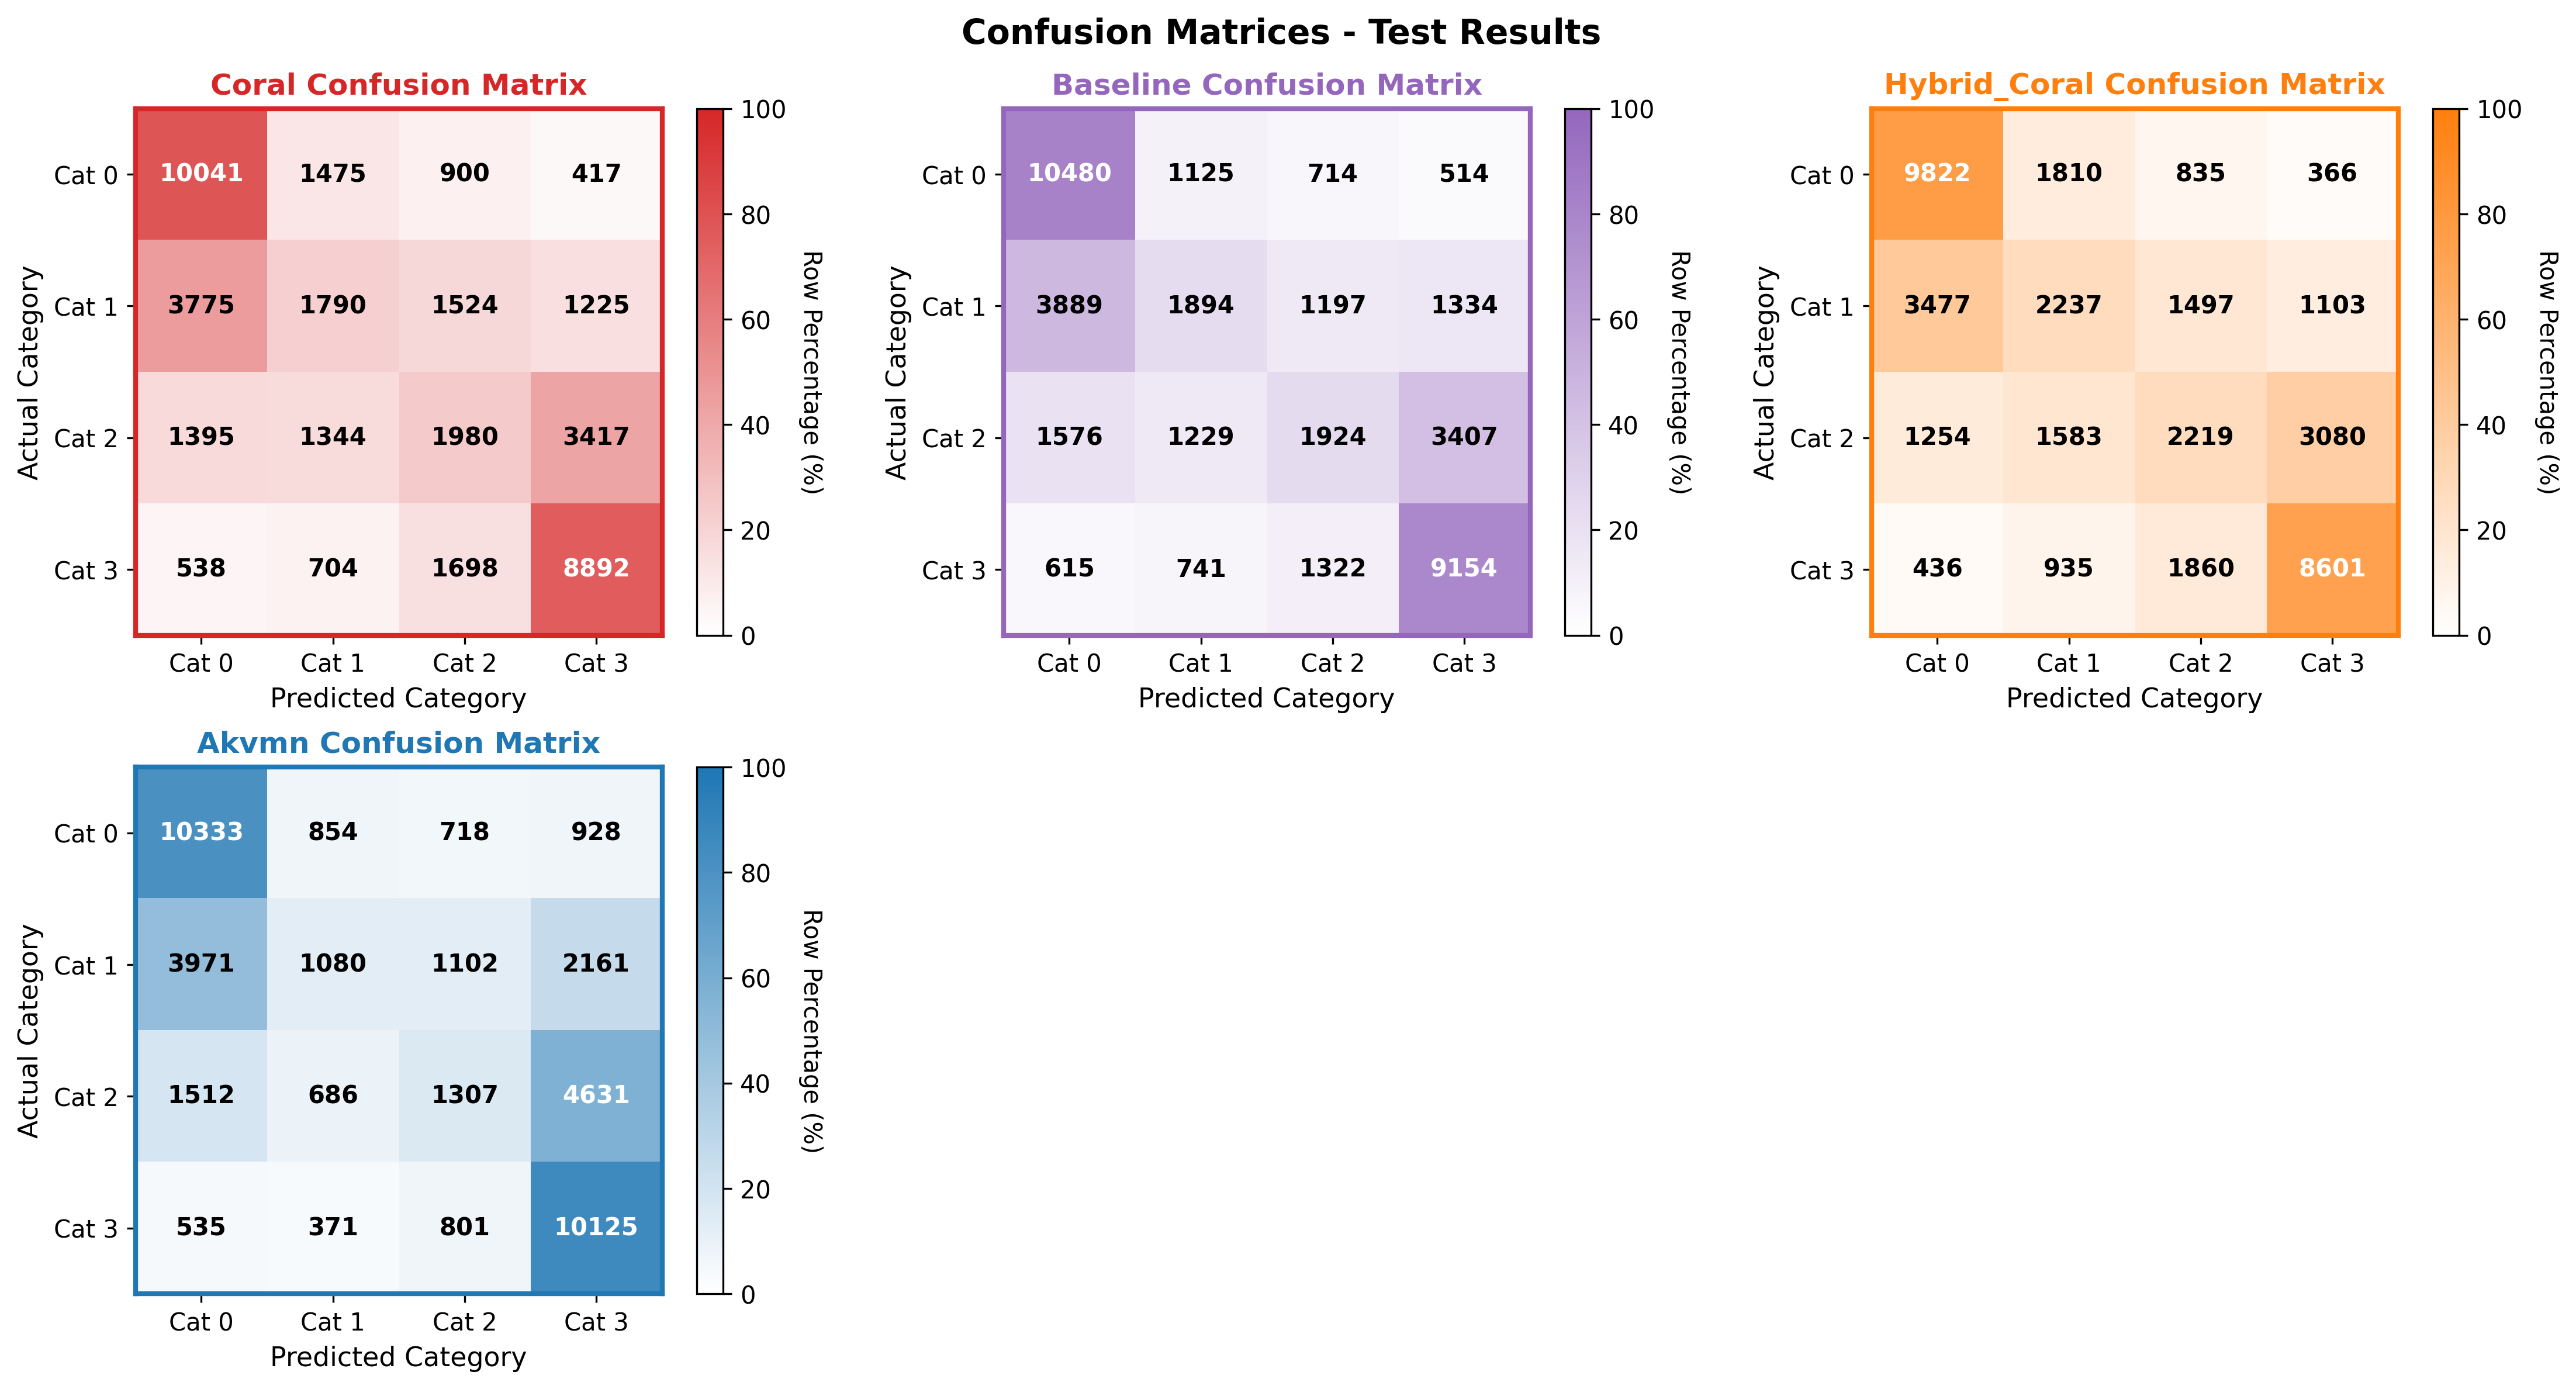 Confusion Matrices - Test Results
Coral Confusion Matrix
Actual Category
Cat 0 10041 1475 900 417
Cat 1 3775 1790 1524 1225
Cat 2 1395 1344 1980 3417
Cat 3 538 704 1698 8892
Cat 0 Cat 1 Cat 2 Cat 3
Predicted Category
100
80
60
40
20
0
Row Percentage (%)
Baseline Confusion Matrix
Actual Category
Cat 0 10480 1125 714 514
Cat 1 3889 1894 1197 1334
Cat 2 1576 1229 1924 3407
Cat 3 615 741 1322 9154
Cat 0 Cat 1 Cat 2 Cat 3
Predicted Category
100
80
60
40
20
0
Row Percentage (%)
Hybrid_Coral Confusion Matrix
Actual Category
Cat 0 9822 1810 835 366
Cat 1 3477 2237 1497 1103
Cat 2 1254 1583 2219 3080
Cat 3 436 935 1860 8601
Cat 0 Cat 1 Cat 2 Cat 3
Predicted Category
100
80
60
40
20
0
Row Percentage (%)
Akvmn Confusion Matrix
Actual Category
Cat 0 10333 854 718 928
Cat 1 3971 1080 1102 2161
Cat 2 1512 686 1307 4631
Cat 3 535 371 801 10125
Cat 0 Cat 1 Cat 2 Cat 3
Predicted Category
100
80
60
40
20
0
Row Percentage (%)